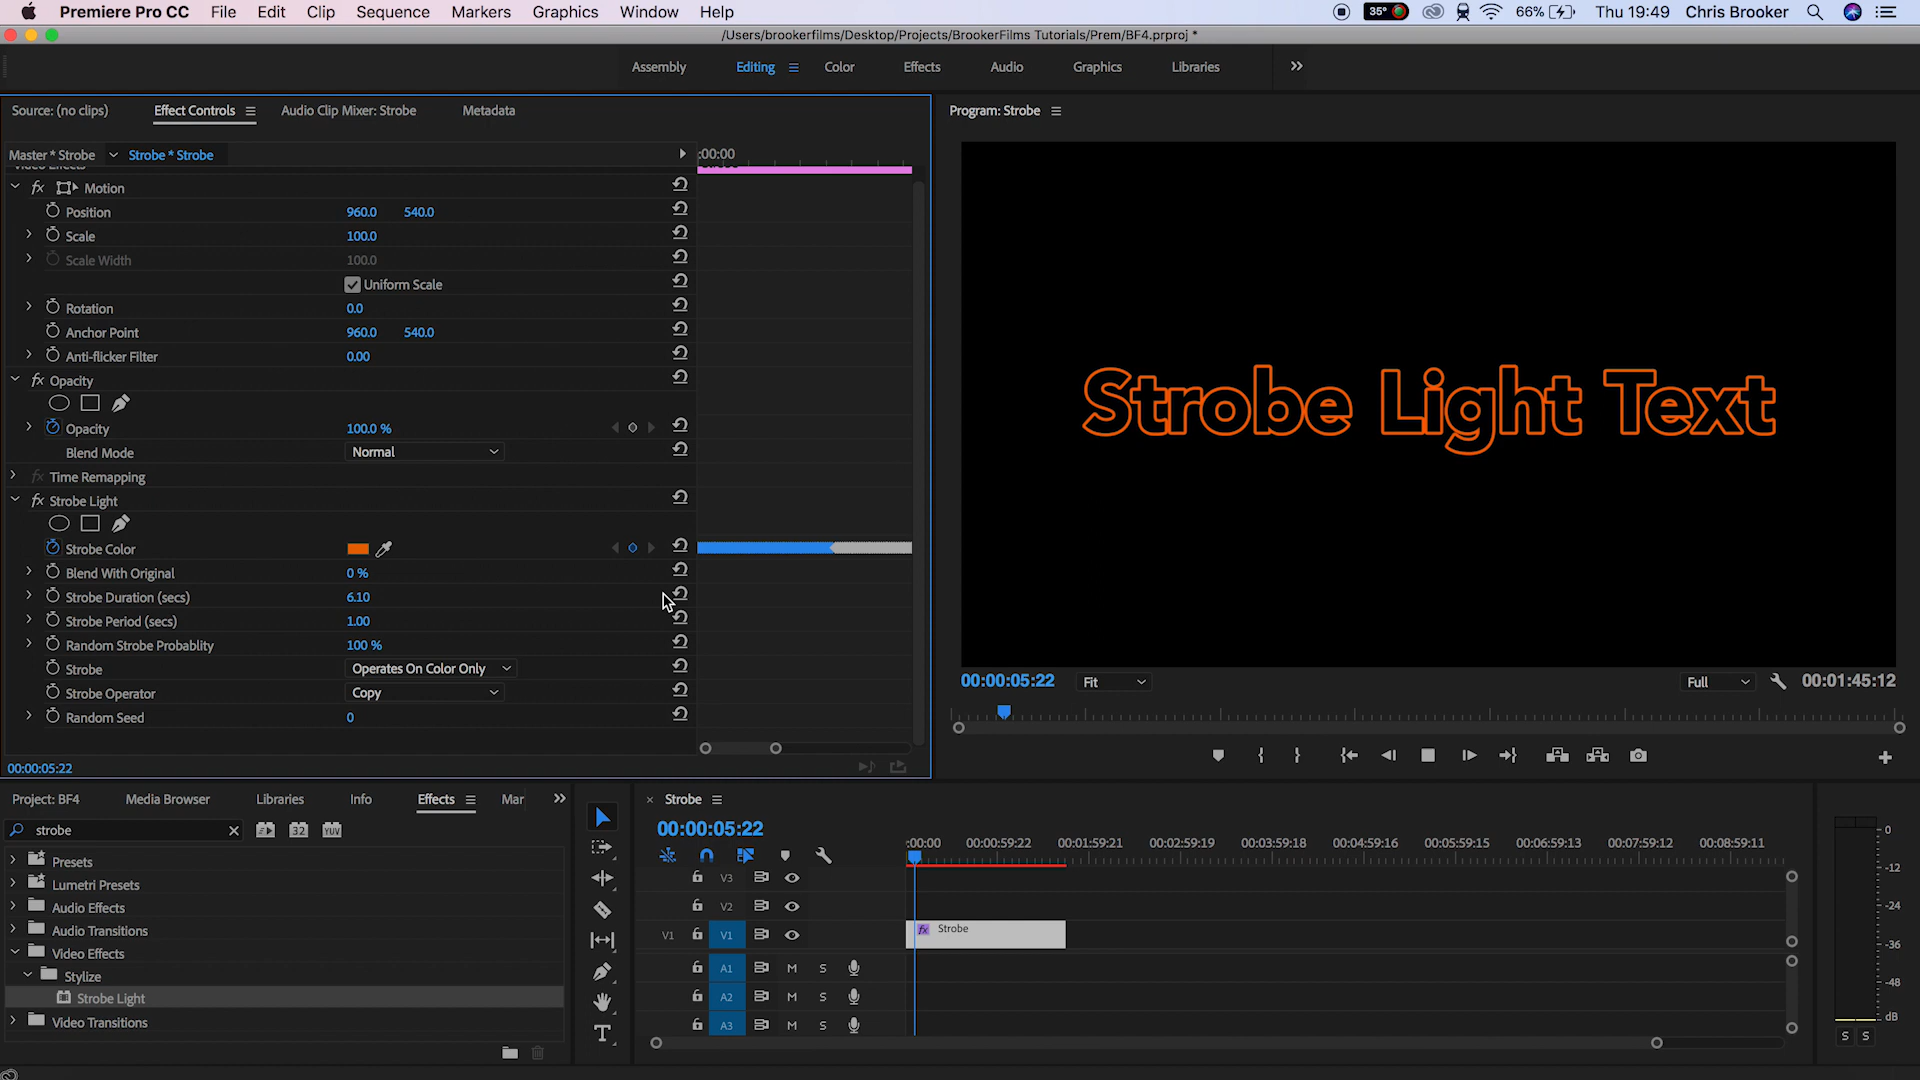 Premiere Pro CC File Edit Clip Sequence Markers Graphics Window Help 35° 66% Thu 19:49 Chris Brooker
/Users/brookerfilms/Desktop/Projects/BrookerFilms Tutorials/Prem/BF4.prproj *
Assembly Editing Color Effects Audio Graphics Libraries
Source: (no clips) Effect Controls Audio Clip Mixer: Strobe Metadata
Program: Strobe
Master * Strobe Strobe * Strobe
:00:00
Video Effects
fx Motion
Position 960.0 540.0
Scale 100.0
Scale Width 100.0
Uniform Scale
Rotation 0.0
Anchor Point 960.0 540.0
Anti-flicker Filter 0.00
fx Opacity
Opacity 100.0 %
Blend Mode Normal
fx Time Remapping
fx Strobe Light
Strobe Color
Blend With Original 0 %
Strobe Duration (secs) 6.10
Strobe Period (secs) 1.00
Random Strobe Probablity 100 %
Strobe Operates On Color Only
Strobe Operator Copy
Random Seed 0
00:00:05:22
Strobe Light Text
00:00:05:22 Fit Full 00:01:45:12
Project: BF4 Media Browser Libraries Info Effects Mar
strobe 32 YUV
Presets
Lumetri Presets
Audio Effects
Audio Transitions
Video Effects
Stylize
Strobe Light
Video Transitions
T
× Strobe
00:00:05:22
:00:00 00:00:59:22 00:01:59:21 00:02:59:19 00:03:59:18 00:04:59:16 00:05:59:15 00:06:59:13 00:07:59:12 00:08:59:11
V3
V2
V1 V1 fx Strobe
A1 M S
A2 M S
A3 M S
0
-12
-24
-36
-48
dB
S S